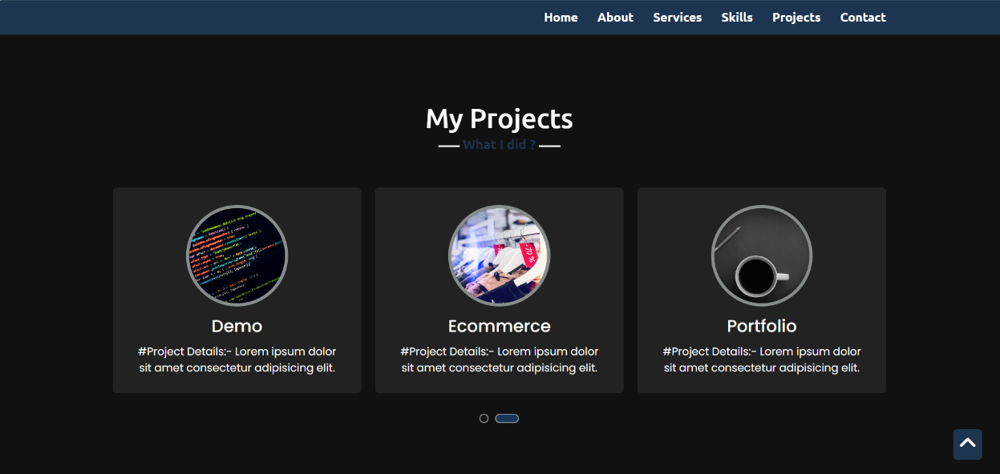 Home About Services Skills Projects Contact
My Projects
What I did ?
Demo
#Project Details:- Lorem ipsum dolor
sit amet consectetur adipisicing elit.
70 %
Ecommerce
#Project Details:- Lorem ipsum dolor
sit amet consectetur adipisicing elit.
Portfolio
#Project Details:- Lorem ipsum dolor
sit amet consectetur adipisicing elit.